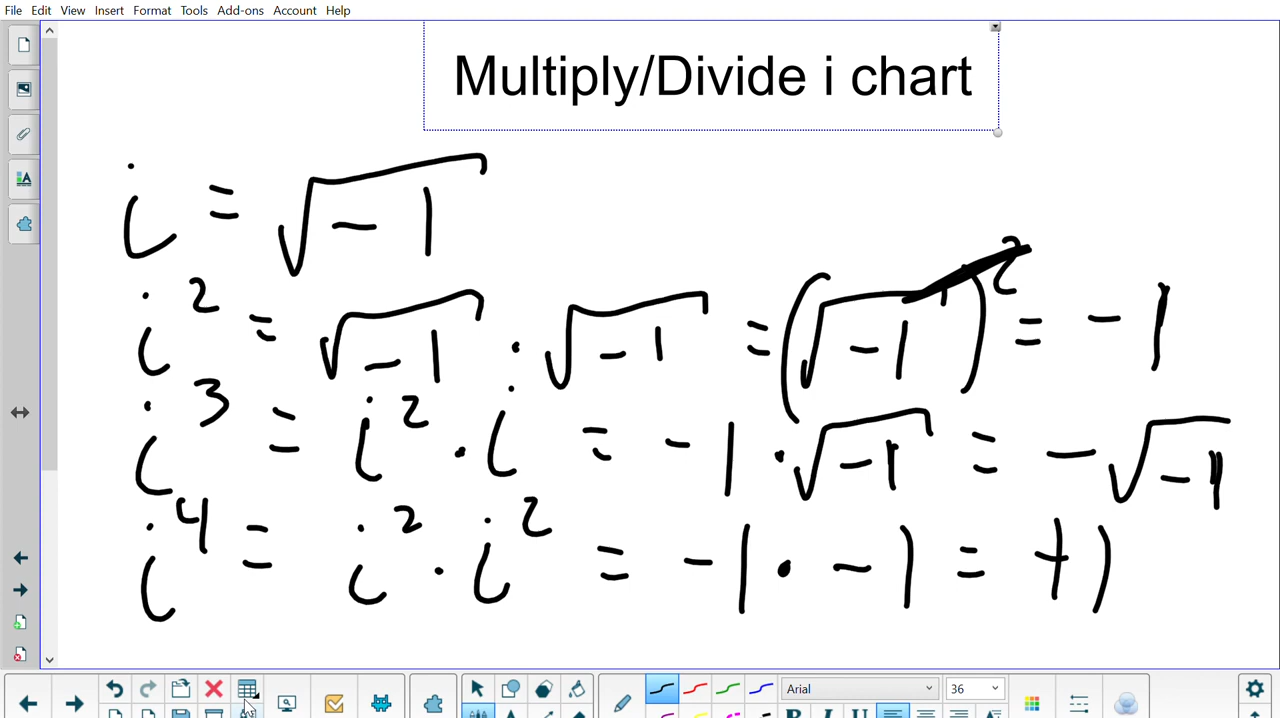 File Edit View Insert Format Tools Add-ons Account Help
Multiply/Divide i chart
i = √-1
i² = √-1 · √-1 = (√-1)² = -1
i³ = i² · i = -1 · √-1 = -√-1
i⁴ = i² · i² = -1 · -1 = +1
Arial 36
B I U